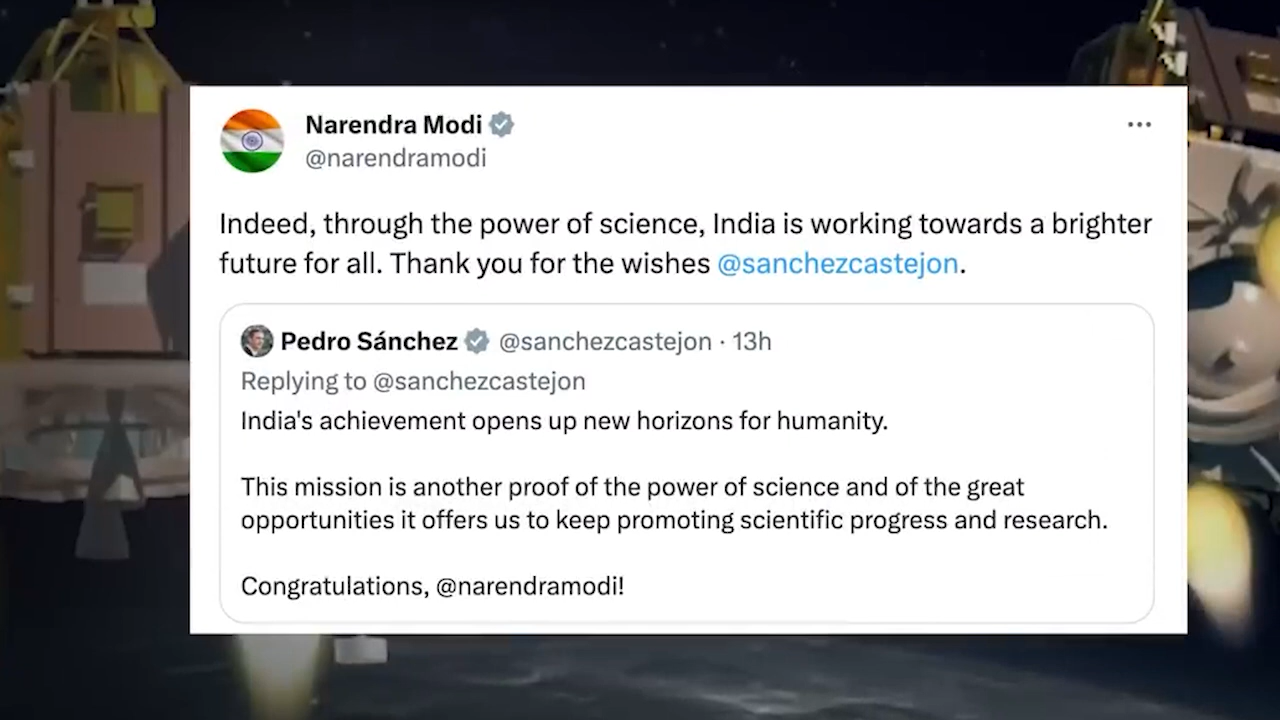 Narendra Modi
@narendramodi
Indeed, through the power of science, India is working towards a brighter
future for all. Thank you for the wishes @sanchezcastejon.
Pedro Sánchez @sanchezcastejon · 13h
Replying to @sanchezcastejon
India's achievement opens up new horizons for humanity.
This mission is another proof of the power of science and of the great
opportunities it offers us to keep promoting scientific progress and research.
Congratulations, @narendramodi!